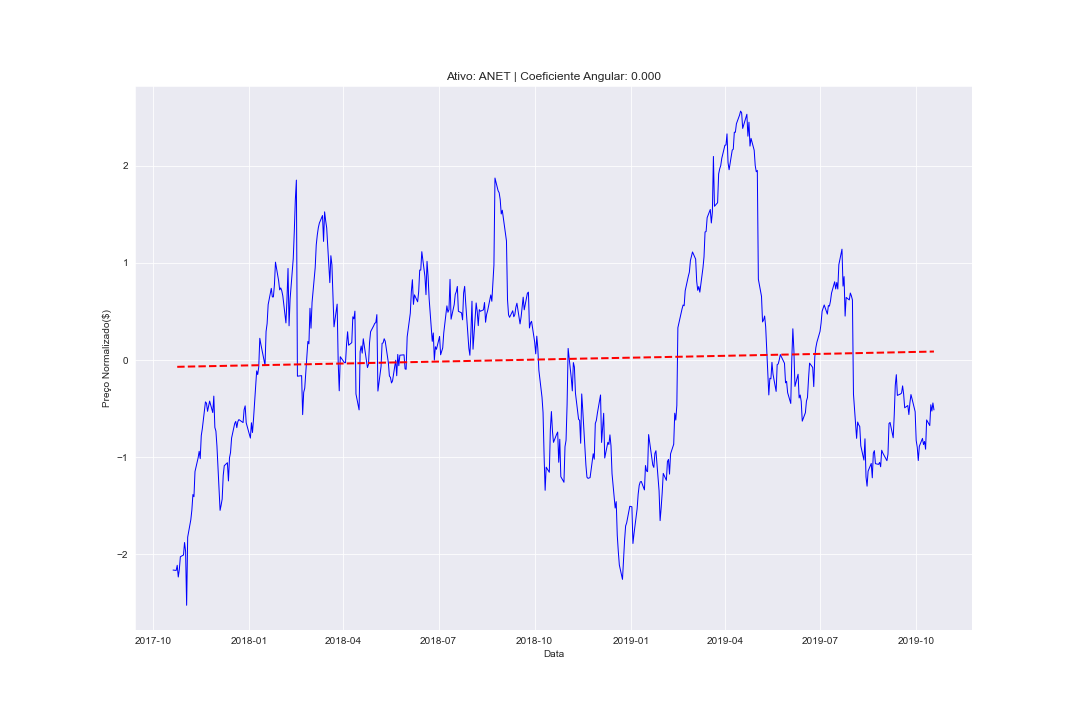 Ativo: ANET | Coeficiente Angular: 0.000
Preço Normalizado($)
2
1
0
−1
−2
2017-10 2018-01 2018-04 2018-07 2018-10 2019-01 2019-04 2019-07 2019-10
Data